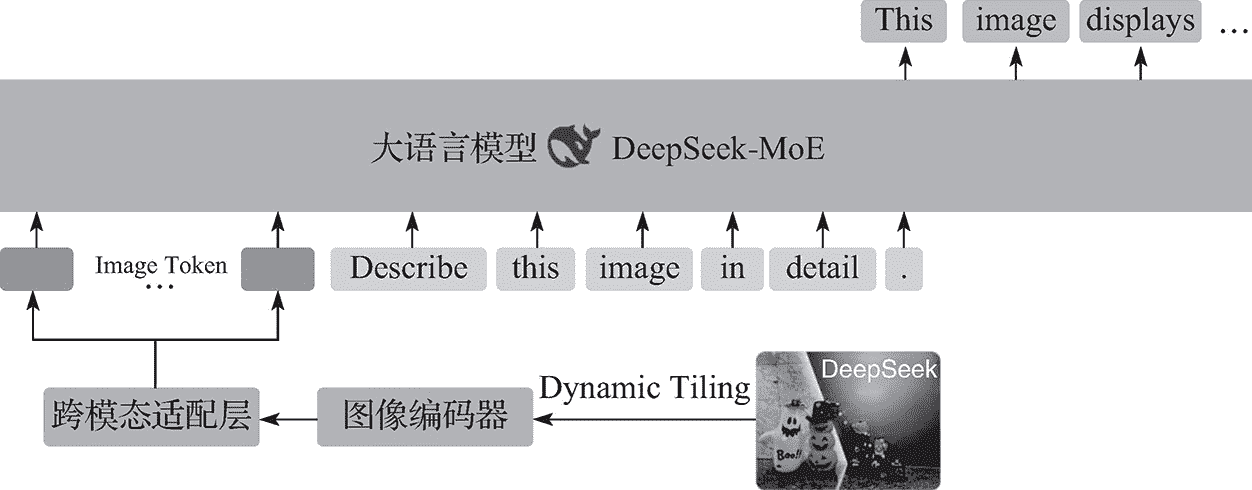 This image displays ...
大语言模型 DeepSeek-MoE
Image Token ... Describe this image in detail .
Dynamic Tiling
DeepSeek
Boo!!
跨模态适配层 图像编码器